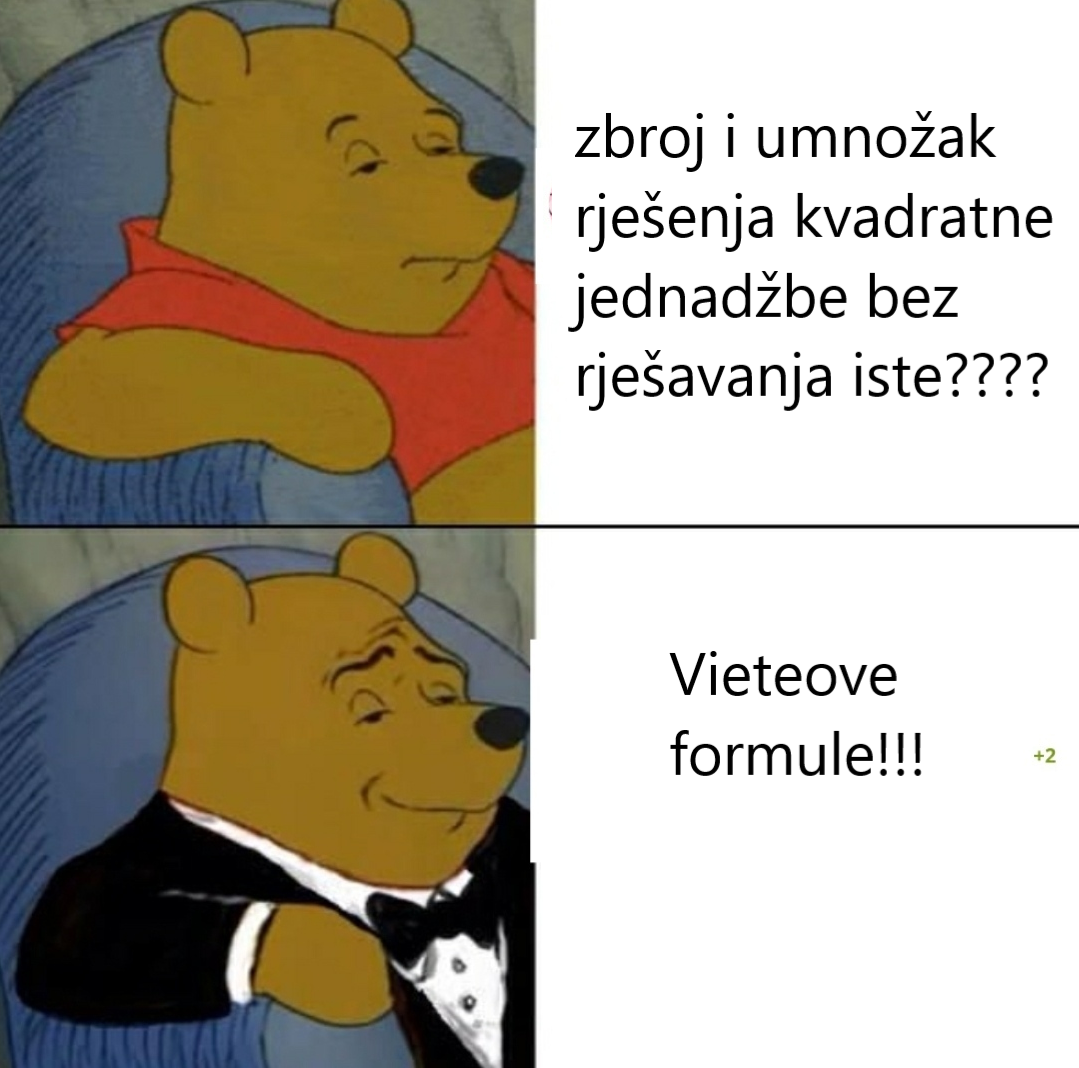 zbroj i umnožak
rješenja kvadratne
jednadžbe bez
rješavanja iste????
Vieteove
formule!!!
+2